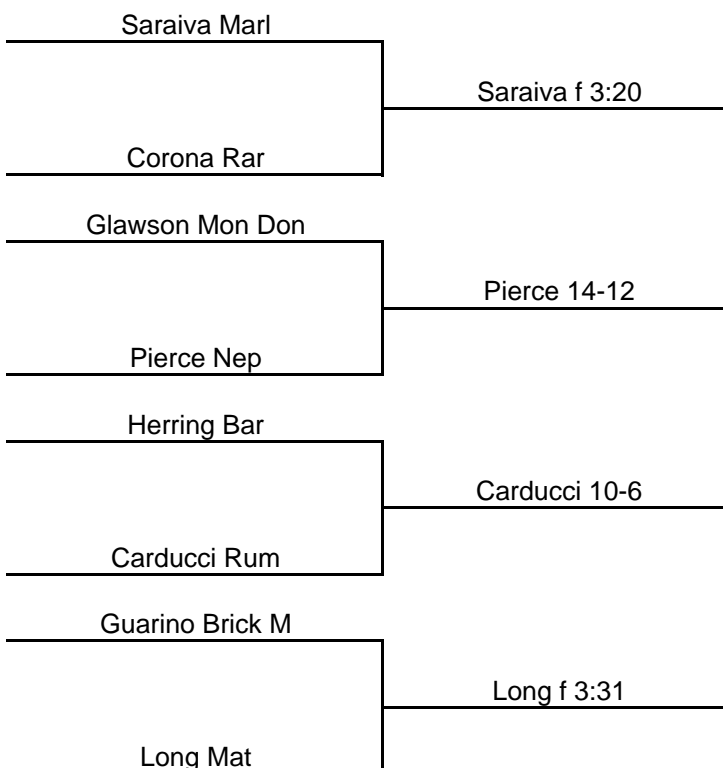 Saraiva Marl
Saraiva f 3:20
Corona Rar
Glawson Mon Don
Pierce 14-12
Pierce Nep
Herring Bar
Carducci 10-6
Carducci Rum
Guarino Brick M
Long f 3:31
Long Mat